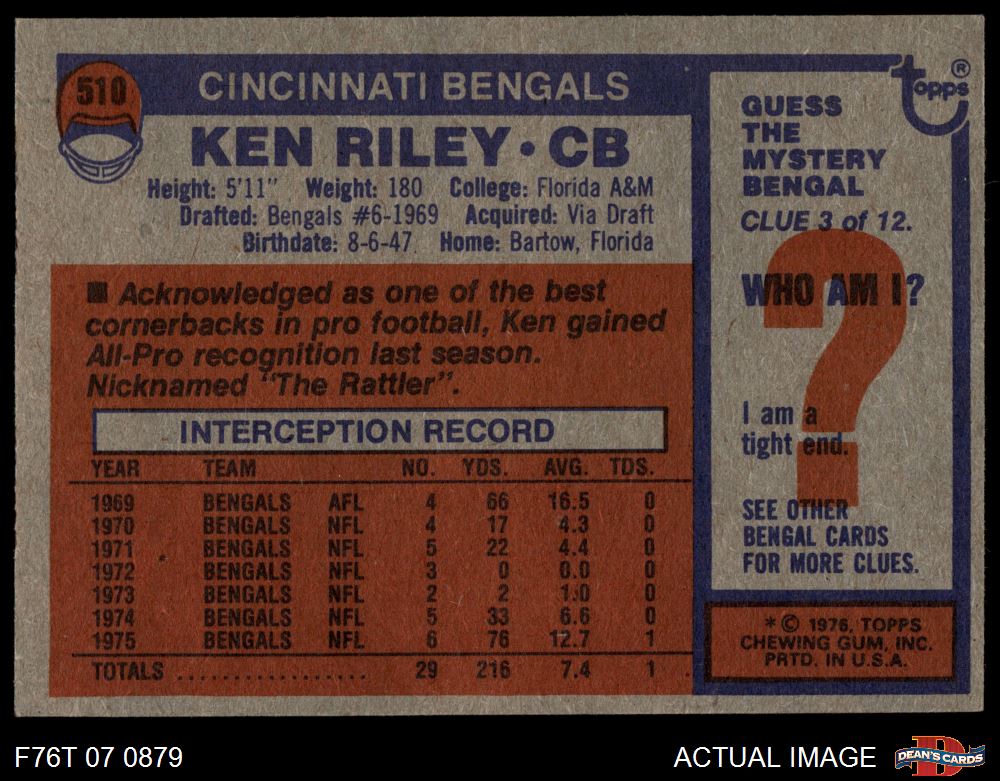 510
CINCINNATI BENGALS
KEN RILEY • CB
Height: 5'11" Weight: 180 College: Florida A&M
Drafted: Bengals #6-1969 Acquired: Via Draft
Birthdate: 8-6-47 Home: Bartow, Florida
■ Acknowledged as one of the best
cornerbacks in pro football, Ken gained
All-Pro recognition last season.
Nicknamed "The Rattler".
INTERCEPTION RECORD
YEAR TEAM NO. YDS. AVG. TDS.
1969 BENGALS AFL 4 66 16.5 0
1970 BENGALS NFL 4 17 4.3 0
1971 BENGALS NFL 5 22 4.4 0
1972 BENGALS NFL 3 0 0.0 0
1973 BENGALS NFL 2 2 1.0 0
1974 BENGALS NFL 5 33 6.6 0
1975 BENGALS NFL 6 76 12.7 1
TOTALS .................. 29 216 7.4 1
topps ®
GUESS
THE
MYSTERY
BENGAL
CLUE 3 of 12.
WHO AM I?
?
I am a
tight end.
SEE OTHER
BENGAL CARDS
FOR MORE CLUES.
* © 1976, TOPPS
CHEWING GUM, INC.
PRTD. IN U.S.A.
F76T 07 0879
ACTUAL IMAGE
D
DEAN'S CARDS